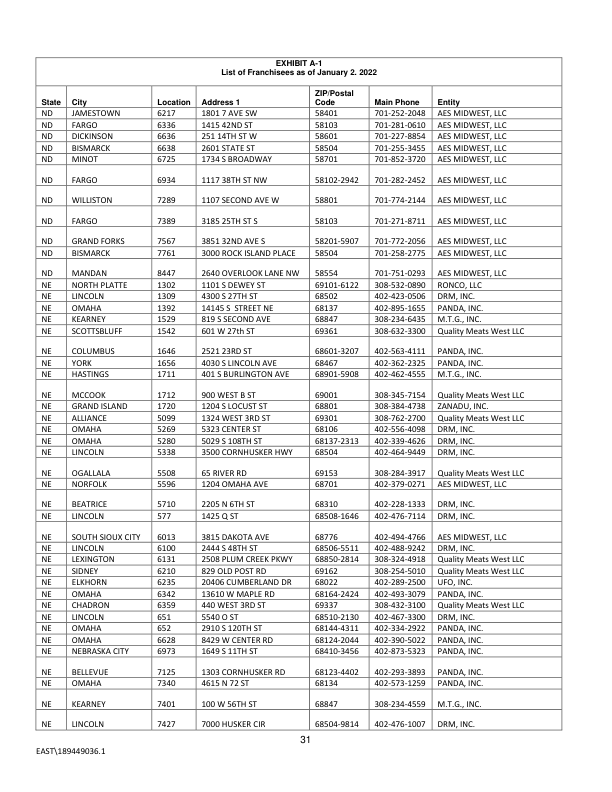 EXHIBIT A-1
List of Franchisees as of January 2. 2022
State City Location Address 1 ZIP/Postal Code Main Phone Entity
ND JAMESTOWN 6217 1801 7 AVE SW 58401 701-252-2048 AES MIDWEST, LLC
ND FARGO 6336 1415 42ND ST 58103 701-281-0610 AES MIDWEST, LLC
ND DICKINSON 6636 251 14TH ST W 58601 701-227-8854 AES MIDWEST, LLC
ND BISMARCK 6638 2601 STATE ST 58504 701-255-3455 AES MIDWEST, LLC
ND MINOT 6725 1734 S BROADWAY 58701 701-852-3720 AES MIDWEST, LLC
ND FARGO 6934 1117 38TH ST NW 58102-2942 701-282-2452 AES MIDWEST, LLC
ND WILLISTON 7289 1107 SECOND AVE W 58801 701-774-2144 AES MIDWEST, LLC
ND FARGO 7389 3185 25TH ST S 58103 701-271-8711 AES MIDWEST, LLC
ND GRAND FORKS 7567 3851 32ND AVE S 58201-5907 701-772-2056 AES MIDWEST, LLC
ND BISMARCK 7761 3000 ROCK ISLAND PLACE 58504 701-258-2775 AES MIDWEST, LLC
ND MANDAN 8447 2640 OVERLOOK LANE NW 58554 701-751-0293 AES MIDWEST, LLC
NE NORTH PLATTE 1302 1101 S DEWEY ST 69101-6122 308-532-0890 RONCO, LLC
NE LINCOLN 1309 4300 S 27TH ST 68502 402-423-0506 DRM, INC.
NE OMAHA 1392 14145 S STREET NE 68137 402-895-1655 PANDA, INC.
NE KEARNEY 1529 819 S SECOND AVE 68847 308-234-6435 M.T.G., INC.
NE SCOTTSBLUFF 1542 601 W 27th ST 69361 308-632-3300 Quality Meats West LLC
NE COLUMBUS 1646 2521 23RD ST 68601-3207 402-563-4111 PANDA, INC.
NE YORK 1656 4030 S LINCOLN AVE 68467 402-362-2325 PANDA, INC.
NE HASTINGS 1711 401 S BURLINGTON AVE 68901-5908 402-462-4555 M.T.G., INC.
NE MCCOOK 1712 900 WEST B ST 69001 308-345-7154 Quality Meats West LLC
NE GRAND ISLAND 1720 1204 S LOCUST ST 68801 308-384-4738 ZANADU, INC.
NE ALLIANCE 5099 1324 WEST 3RD ST 69301 308-762-2700 Quality Meats West LLC
NE OMAHA 5269 5323 CENTER ST 68106 402-556-4098 DRM, INC.
NE OMAHA 5280 5029 S 108TH ST 68137-2313 402-339-4626 DRM, INC.
NE LINCOLN 5338 3500 CORNHUSKER HWY 68504 402-464-9449 DRM, INC.
NE OGALLALA 5508 65 RIVER RD 69153 308-284-3917 Quality Meats West LLC
NE NORFOLK 5596 1204 OMAHA AVE 68701 402-379-0271 AES MIDWEST, LLC
NE BEATRICE 5710 2205 N 6TH ST 68310 402-228-1333 DRM, INC.
NE LINCOLN 577 1425 Q ST 68508-1646 402-476-7114 DRM, INC.
NE SOUTH SIOUX CITY 6013 3815 DAKOTA AVE 68776 402-494-4766 AES MIDWEST, LLC
NE LINCOLN 6100 2444 S 48TH ST 68506-5511 402-488-9242 DRM, INC.
NE LEXINGTON 6131 2508 PLUM CREEK PKWY 68850-2814 308-324-4918 Quality Meats West LLC
NE SIDNEY 6210 829 OLD POST RD 69162 308-254-5010 Quality Meats West LLC
NE ELKHORN 6235 20406 CUMBERLAND DR 68022 402-289-2500 UFO, INC.
NE OMAHA 6342 13610 W MAPLE RD 68164-2424 402-493-3079 PANDA, INC.
NE CHADRON 6359 440 WEST 3RD ST 69337 308-432-3100 Quality Meats West LLC
NE LINCOLN 651 5540 O ST 68510-2130 402-467-3300 DRM, INC.
NE OMAHA 652 2910 S 120TH ST 68144-4311 402-334-2922 PANDA, INC.
NE OMAHA 6628 8429 W CENTER RD 68124-2044 402-390-5022 PANDA, INC.
NE NEBRASKA CITY 6973 1649 S 11TH ST 68410-3456 402-873-5323 PANDA, INC.
NE BELLEVUE 7125 1303 CORNHUSKER RD 68123-4402 402-293-3893 PANDA, INC.
NE OMAHA 7340 4615 N 72 ST 68134 402-573-1259 PANDA, INC.
NE KEARNEY 7401 100 W 56TH ST 68847 308-234-4559 M.T.G., INC.
NE LINCOLN 7427 7000 HUSKER CIR 68504-9814 402-476-1007 DRM, INC.
31
EAST\189449036.1